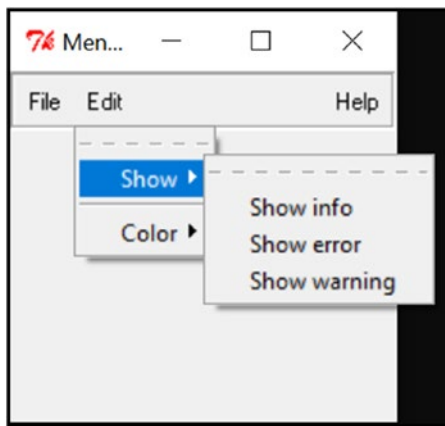 Men...
File Edit Help
Show
Color
Show info
Show error
Show warning